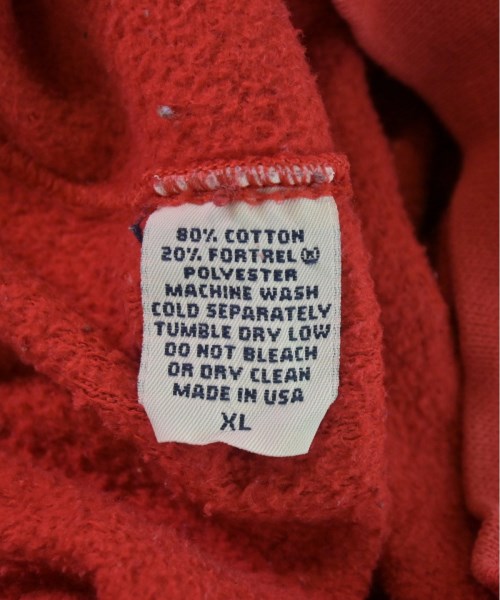 80% COTTON
20% FORTREL ®
POLYESTER
MACHINE WASH
COLD SEPARATELY
TUMBLE DRY LOW
DO NOT BLEACH
OR DRY CLEAN
MADE IN USA
XL